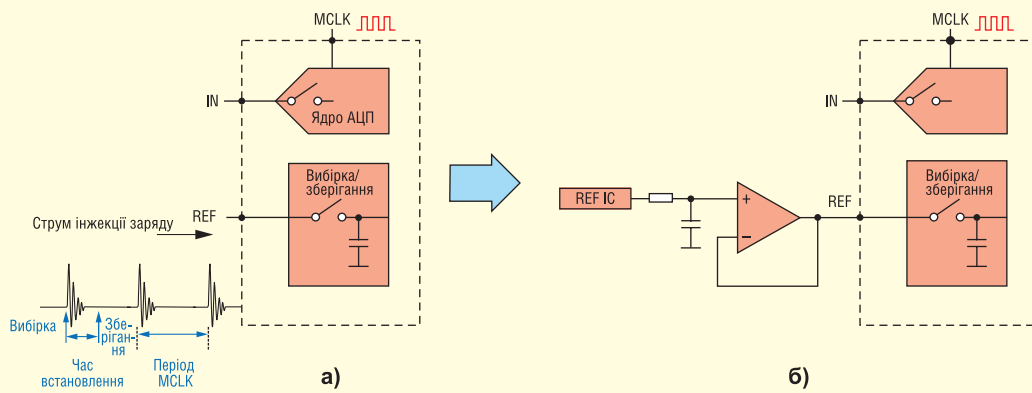 MCLK
IN
Ядро АЦП
Вибірка/
зберігання
REF
Струм інжекції заряду
Вибірка
Збе-
ріган-
ня
Час
встановлення
Період
MCLK
а)
MCLK
IN
REF IC
+
−
REF
Вибірка/
зберігання
б)